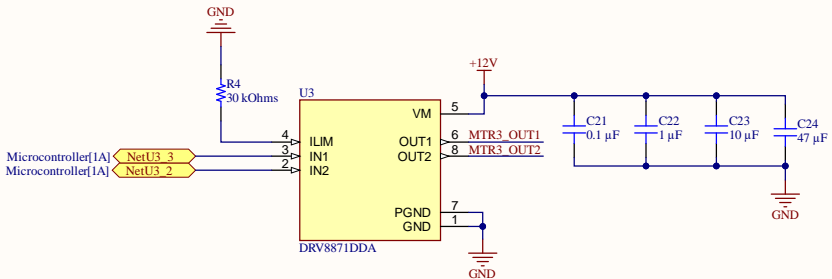 GND
+12V
R4
30 kOhms
U3
VM
5
C21
0.1 µF
C22
1 µF
C23
10 µF
C24
47 µF
4
ILIM
OUT1
6
MTR3_OUT1
Microcontroller[1A]
NetU3_3
3
IN1
OUT2
8
MTR3_OUT2
Microcontroller[1A]
NetU3_2
2
IN2
PGND
7
GND
1
DRV8871DDA
GND
GND